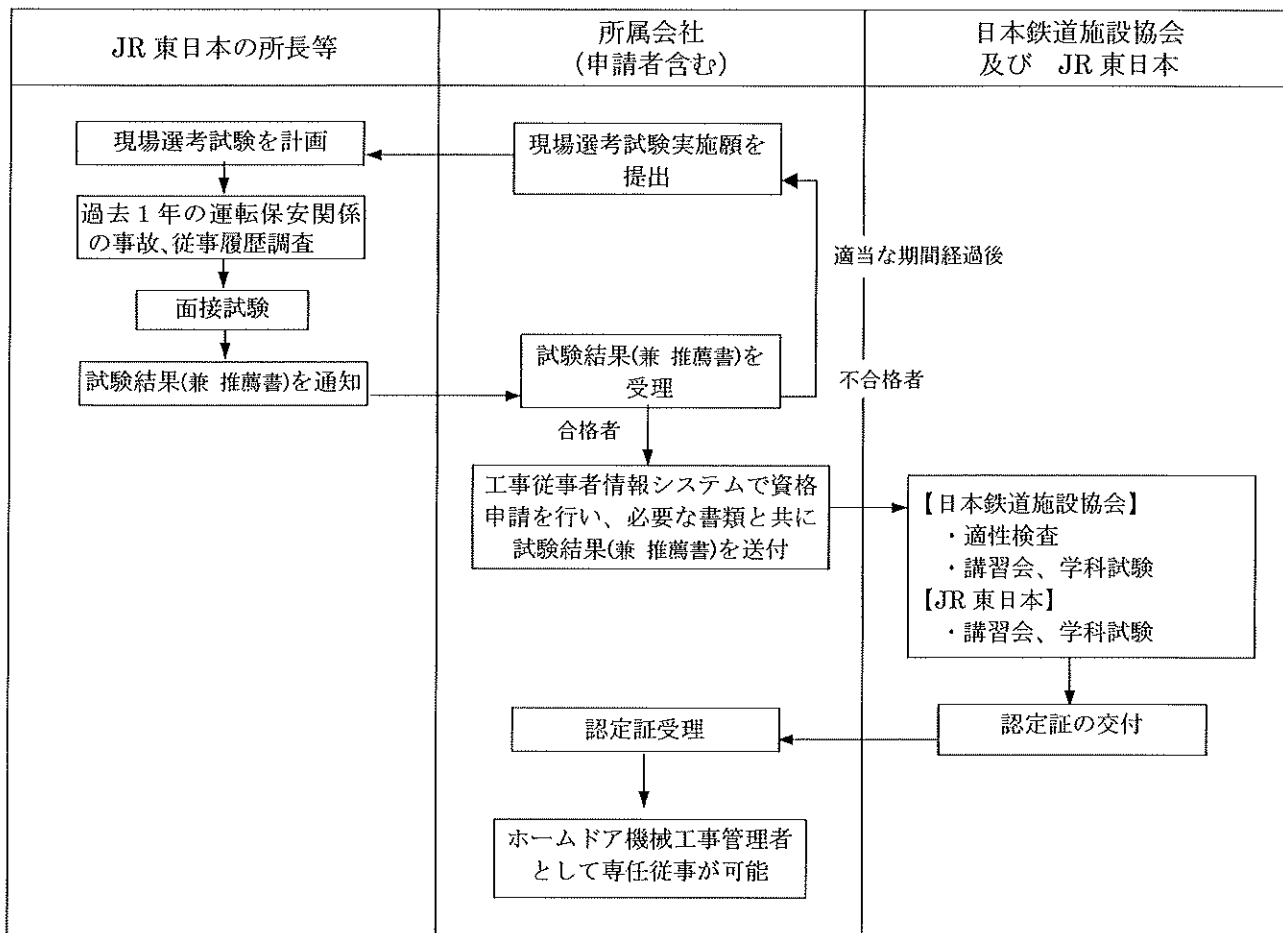 JR 東日本の所長等
所属会社
(申請者含む)
日本鉄道施設協会
及び JR 東日本
現場選考試験を計画
現場選考試験実施願を
提出
過去1年の運転保安関係
の事故、従事履歴調査
適当な期間経過後
面接試験
試験結果(兼 推薦書)を通知
試験結果(兼 推薦書)を
受理
不合格者
合格者
工事従事者情報システムで資格
申請を行い、必要な書類と共に
試験結果(兼 推薦書)を送付
【日本鉄道施設協会】
・適性検査
・講習会、学科試験
【JR 東日本】
・講習会、学科試験
認定証の交付
認定証受理
ホームドア機械工事管理者
として専任従事が可能